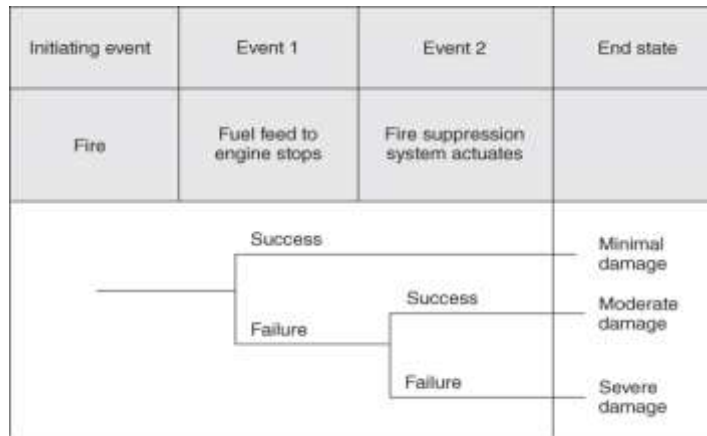 Initiating event
Event 1
Event 2
End state
Fire
Fuel feed to
engine stops
Fire suppression
system actuates
Success
Minimal
damage
Success
Moderate
damage
Failure
Failure
Severe
damage